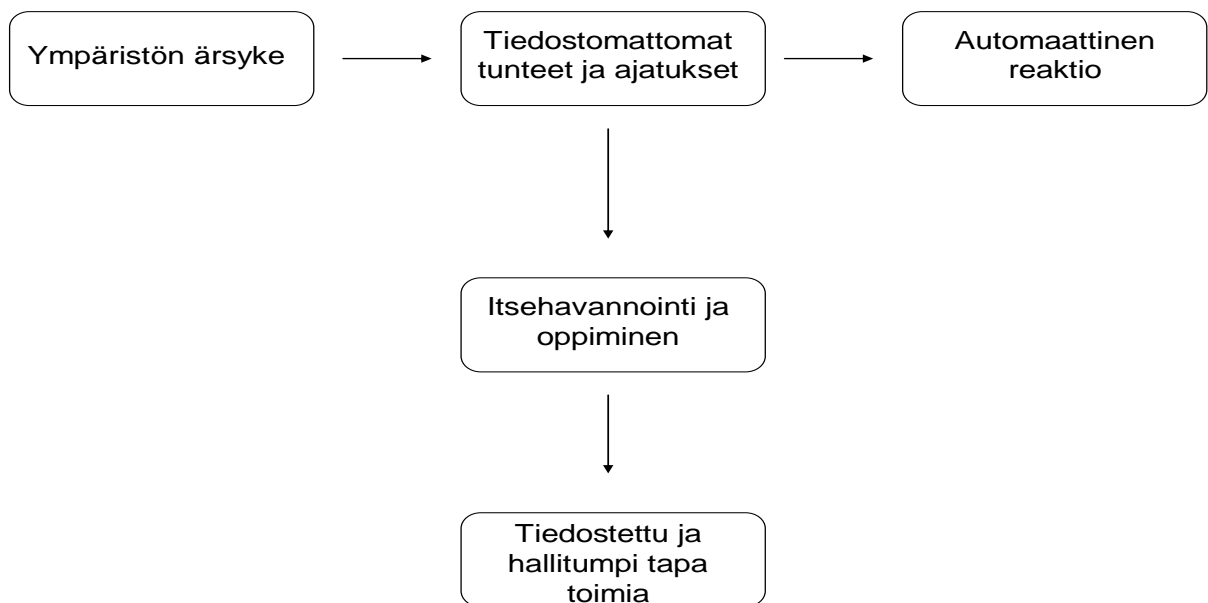 Ympäristön ärsyke
Tiedostomattomat
tunteet ja ajatukset
Automaattinen
reaktio
Itsehavannointi ja
oppiminen
Tiedostettu ja
hallitumpi tapa
toimia